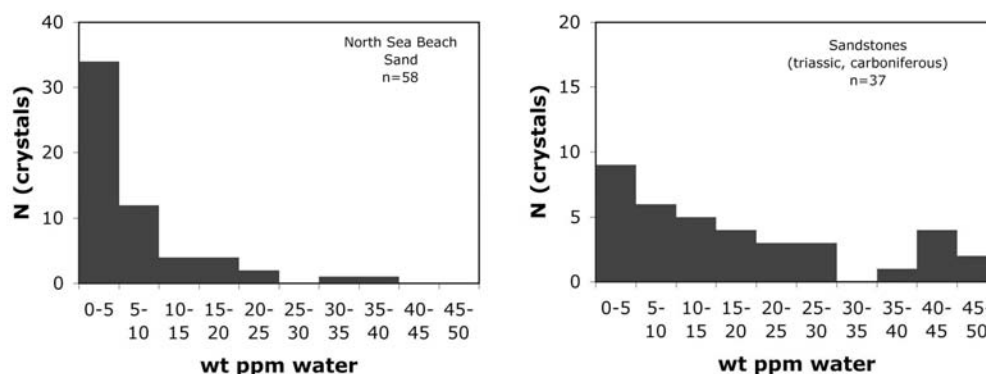 40
30
20
10
0
N (crystals)
North Sea Beach
Sand
n=58
0-5 5- 10- 15- 20- 25- 30- 35- 40- 45-
10 15 20 25 30 35 40 45 50
wt ppm water
20
15
10
5
0
N (crystals)
Sandstones
(triassic, carboniferous)
n=37
0-5 5- 10- 15- 20- 25- 30- 35- 40- 45-
10 15 20 25 30 35 40 45 50
wt ppm water